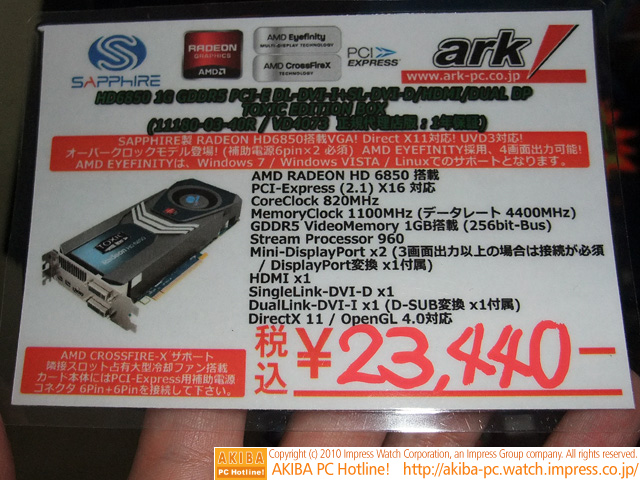 SAPPHIRE
RADEON
GRAPHICS
AMD
AMD Eyefinity
MULTI-DISPLAY TECHNOLOGY
AMD CrossFireX
TECHNOLOGY
PCI
EXPRESS
ark
www.ark-pc.co.jp
HD6850 1G GDDR5 PCI-E DL-DVI-I+SL-DVI-D/HDMI/DUAL DP
TOXIC EDITION BOX
SAPPHIRE製 RADEON HD6850搭載VGA! Direct X11対応! UVD3対応!
オーバークロックモデル登場! (補助電源6pin×2 必須) AMD EYEFINITY採用、4画面出力可能!
AMD EYEFINITYは、Windows 7 / Windows VISTA / Linuxてのサポートとなります。
AMD RADEON HD 6850 搭載
PCI-Express (2.1) X16 対応
CoreClock 820MHz
MemoryClock 1100MHz (データレート 4400MHz)
GDDR5 VideoMemory 1GB搭載 (256bit-Bus)
Stream Processor 960
Mini-DisplayPort x2 (3画面出力以上の場合は接続が必須
/ DisplayPort変換 x1付属)
HDMI x1
SingleLink-DVI-D x1
DualLink-DVI-I x1 (D-SUB変換 x1付属)
DirectX 11 / OpenGL 4.0対応
TOXIC
AMD CROSSFIRE-X サポート
隣接スロット占有大型冷却ファン搭載
カード本体にはPCI-Express用補助電源
コネクタ 6Pin+6Pinを接続して下さい。
税込
¥23,440-
AKIBA
PC Hotline!
Copyright (c) 2010 Impress Watch Corporation, an Impress Group company. All rights reserved.
AKIBA PC Hotline! http://akiba-pc.watch.impress.co.jp/